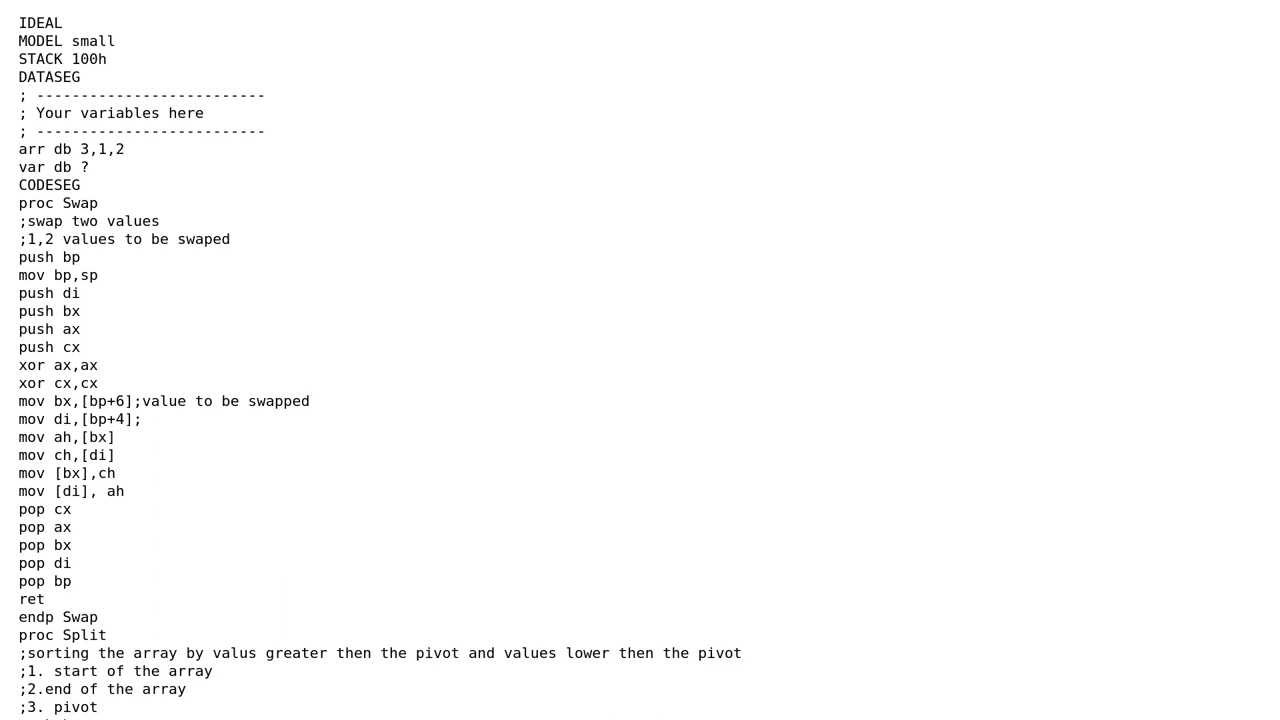 IDEAL
MODEL small
STACK 100h
DATASEG
; --------------------------
; Your variables here
; --------------------------
arr db 3,1,2
var db ?
CODESEG
proc Swap
;swap two values
;1,2 values to be swaped
push bp
mov bp,sp
push di
push bx
push ax
push cx
xor ax,ax
xor cx,cx
mov bx,[bp+6];value to be swapped
mov di,[bp+4];
mov ah,[bx]
mov ch,[di]
mov [bx],ch
mov [di], ah
pop cx
pop ax
pop bx
pop di
pop bp
ret
endp Swap
proc Split
;sorting the array by valus greater then the pivot and values lower then the pivot
;1. start of the array
;2.end of the array
;3. pivot